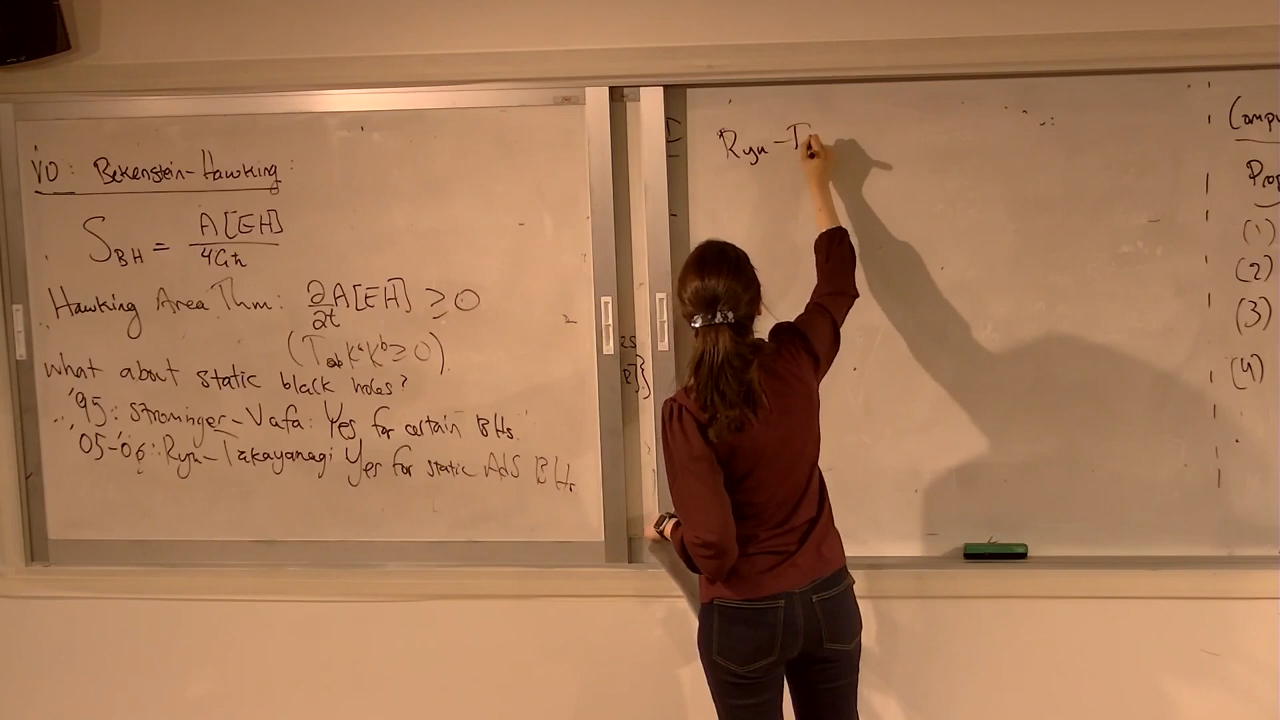 V0: Bekenstein-Hawking:
S_BH = A[EH] / 4Għ
Hawking Area Thm: ∂A[EH]/∂t ≥ 0
(T_ab k^a k^b ≥ 0).
What about static black holes?
'95: Strominger-Vafa: Yes for certain BHs.
'05-'06: Ryu-Takayanagi Yes for static AdS BHs.
Ryu-T
(1)
(2)
(3)
(4)